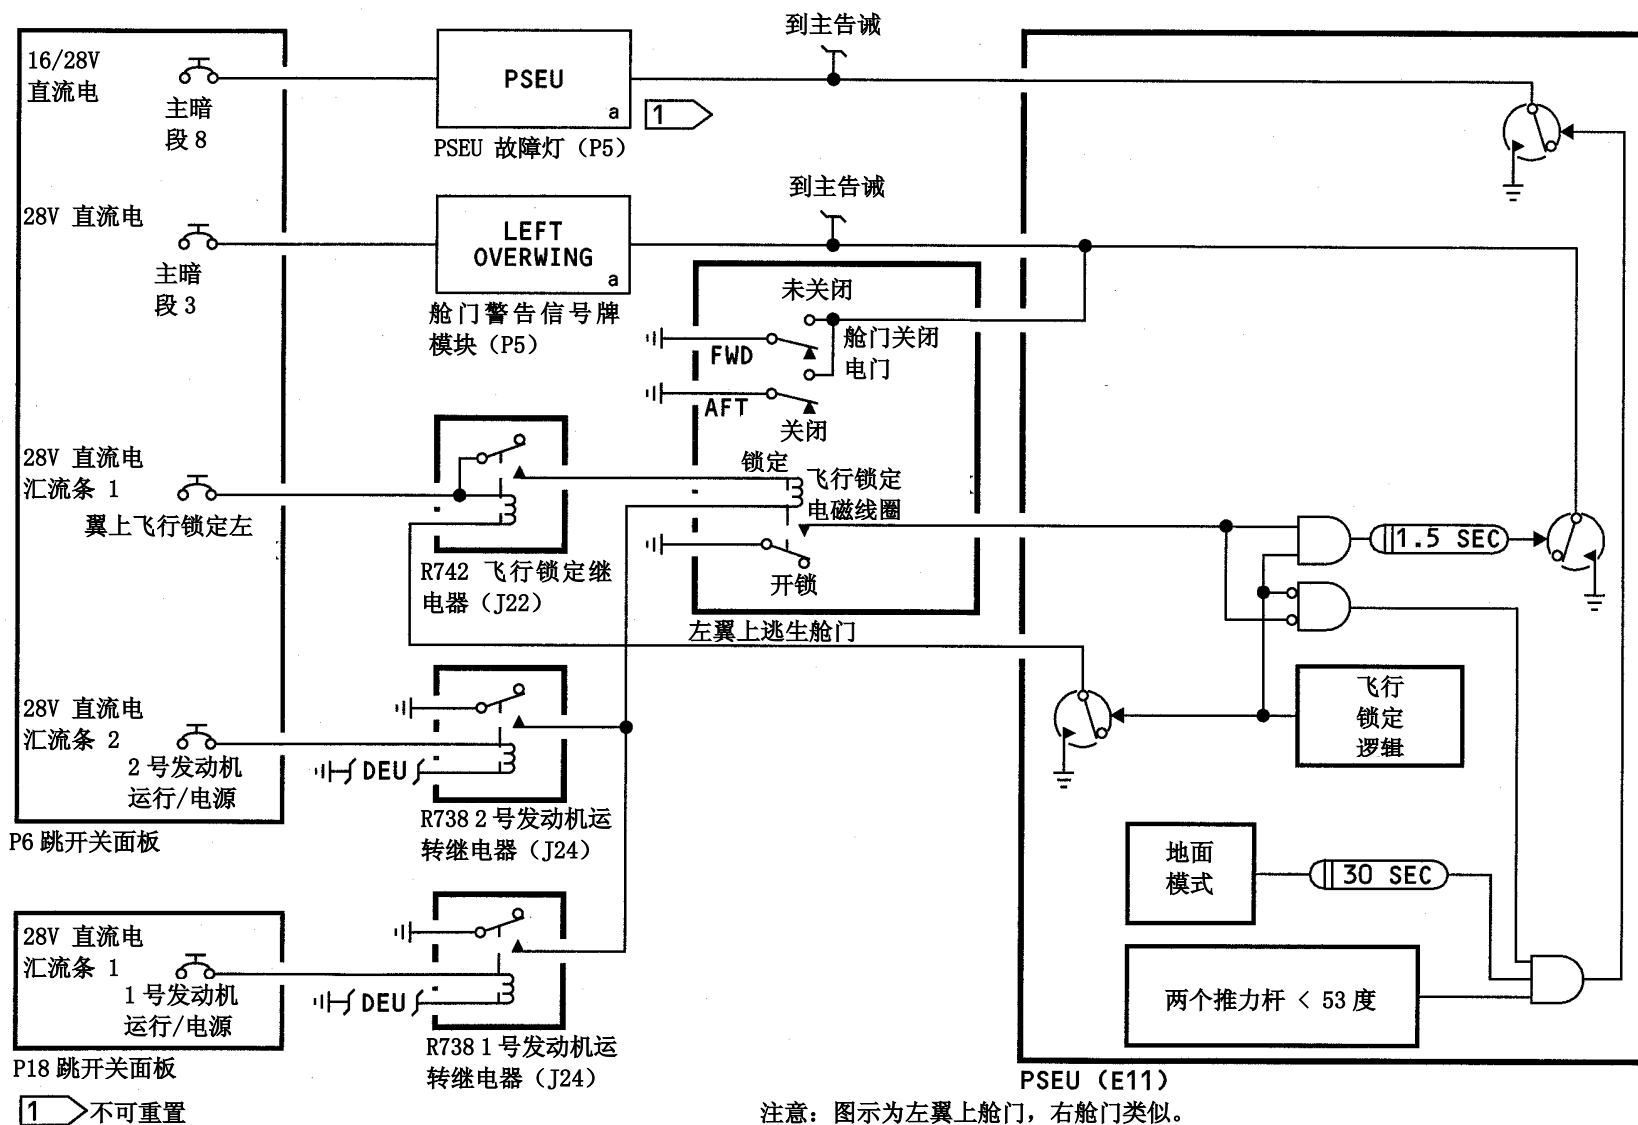 到主告诫
16/28V
直流电
主暗
段 8
PSEU
a
1
PSEU 故障灯（P5）
28V 直流电
主暗
段 3
LEFT
OVERWING
a
舱门警告信号牌
模块（P5）
到主告诫
未关闭
舱门关闭
电门
FWD
AFT
关闭
28V 直流电
汇流条 1
翼上飞行锁定左
R742 飞行锁定继
电器（J22）
锁定
飞行锁定
电磁线圈
开锁
左翼上逃生舱门
1.5 SEC
飞行
锁定
逻辑
28V 直流电
汇流条 2
2 号发动机
运行/电源
P6 跳开关面板
DEU
R738 2 号发动机运
转继电器（J24）
地面
模式
30 SEC
两个推力杆 < 53 度
28V 直流电
汇流条 1
1 号发动机
运行/电源
P18 跳开关面板
DEU
R738 1 号发动机运
转继电器（J24）
PSEU (E11)
1 不可重置
注意：图示为左翼上舱门，右舱门类似。